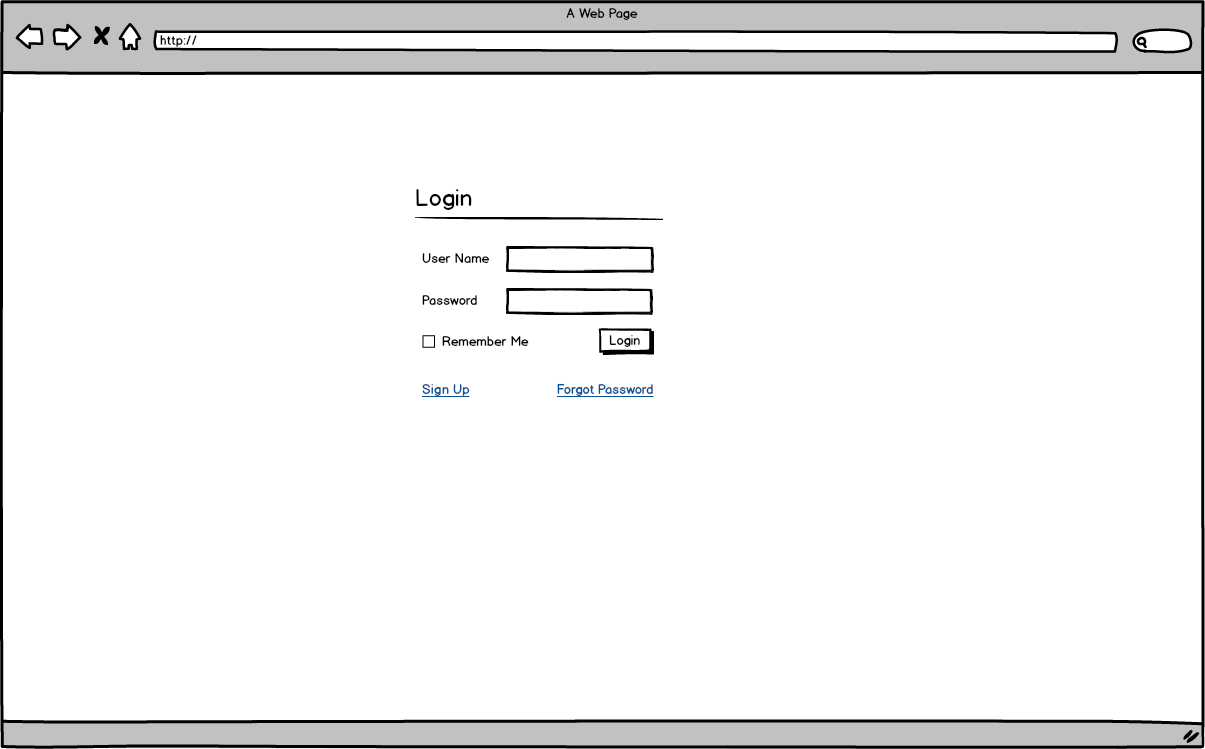 A Web Page
http://
Login
User Name
Password
Remember Me
Login
Sign Up
Forgot Password